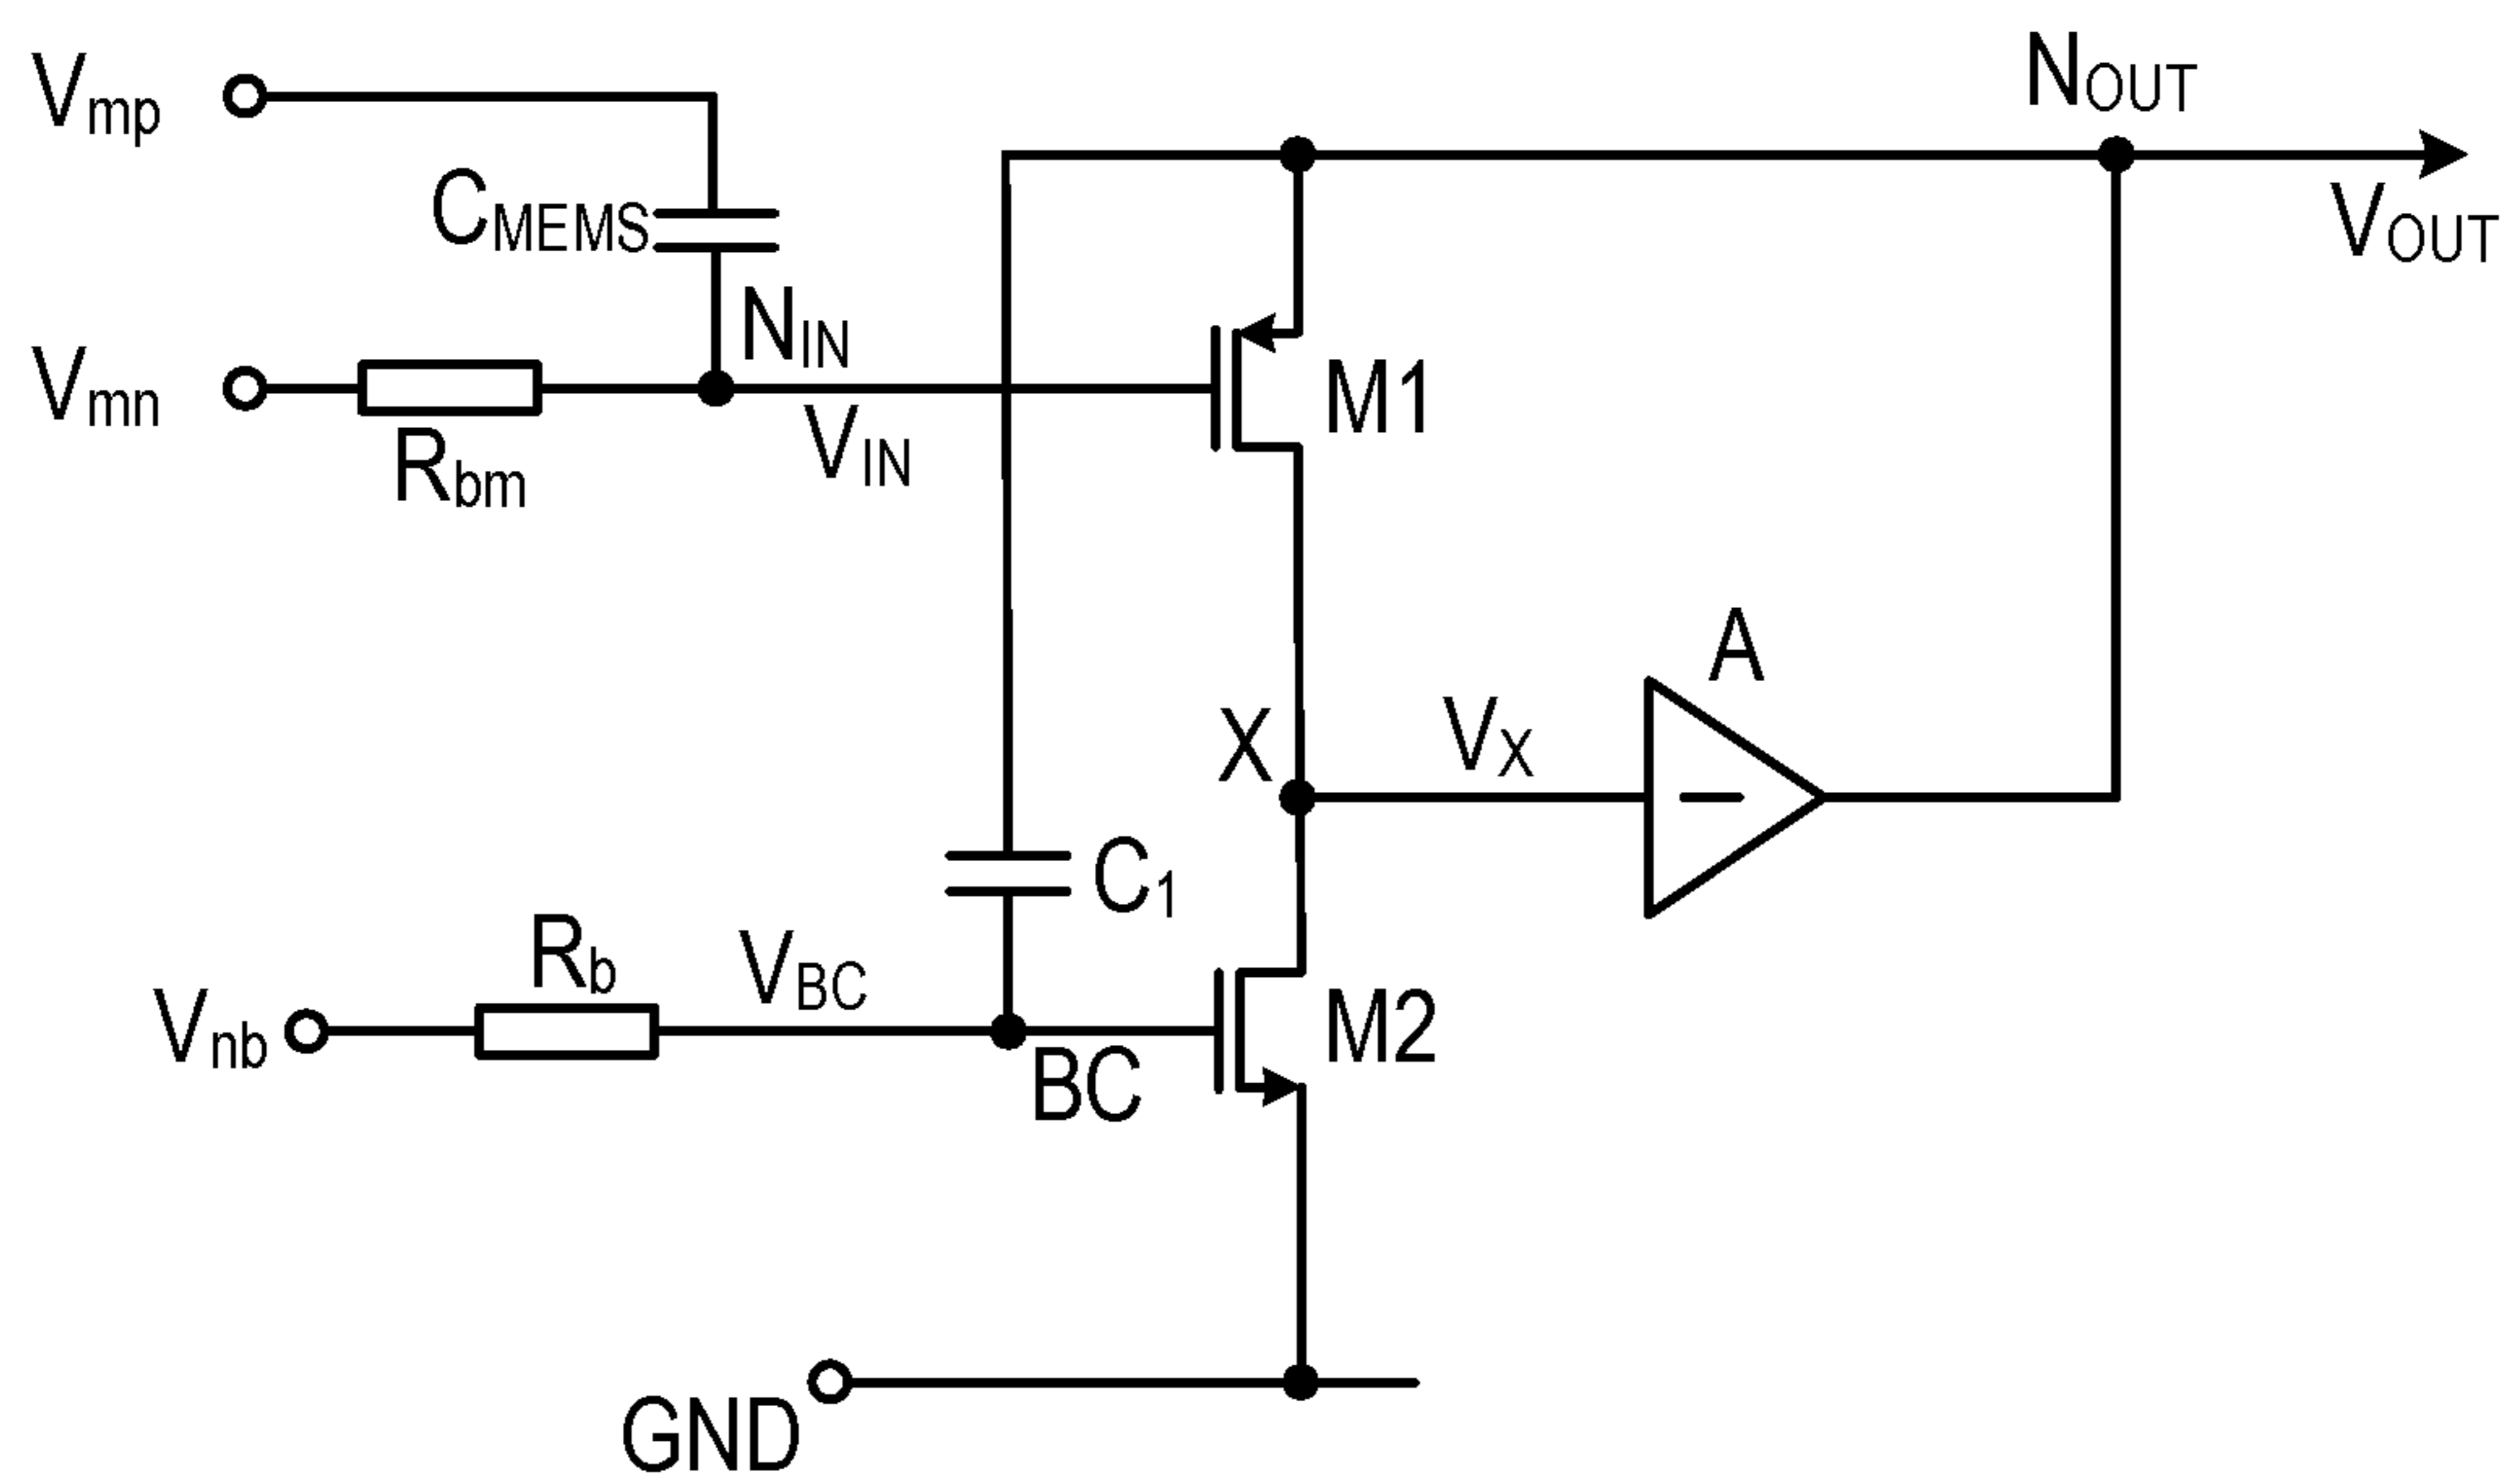 Vmp
NOUT
CMEMS
VOUT
NIN
Vmn
M1
VIN
Rbm
A
X
VX
C1
Rb
VBC
Vnb
M2
BC
GND